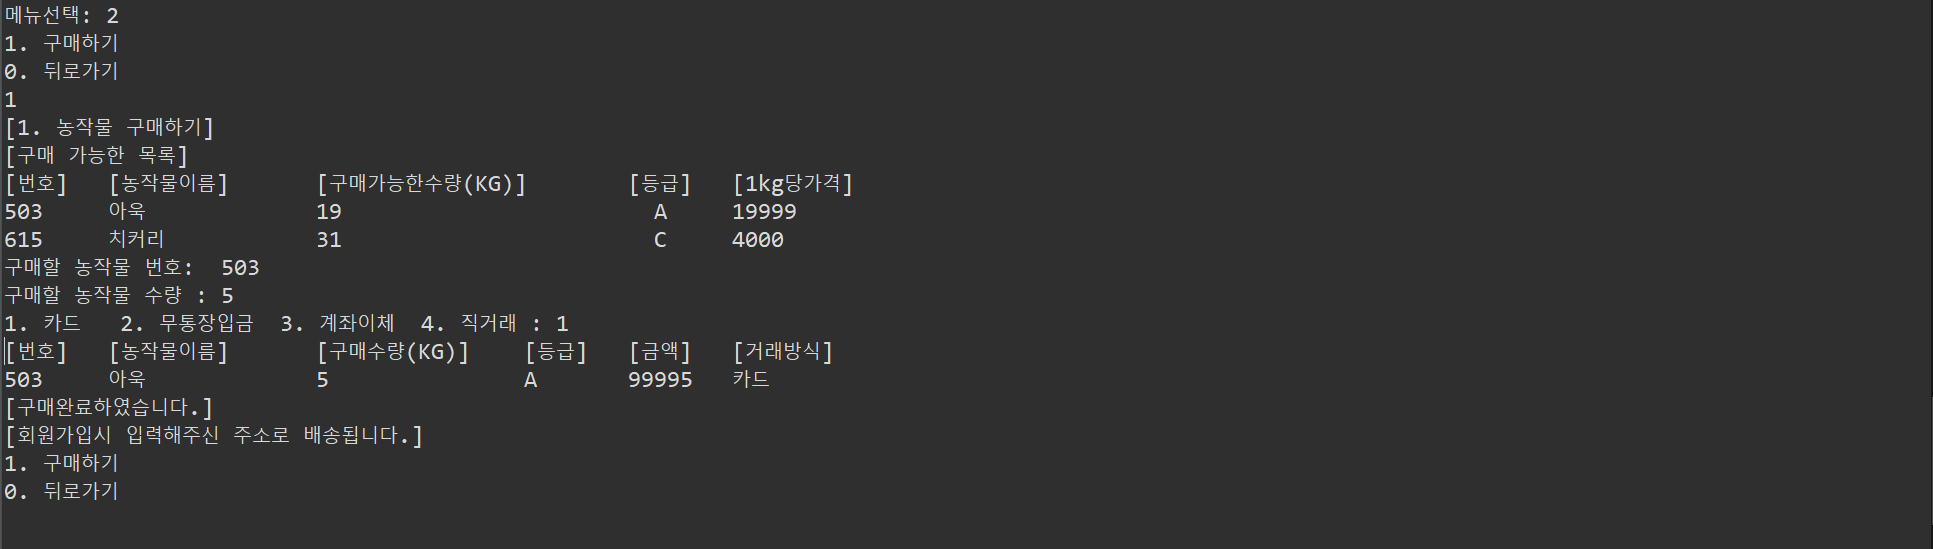 메뉴선택: 2
1. 구매하기
0. 뒤로가기
1
[1. 농작물 구매하기]
[구매 가능한 목록]
[번호] [농작물이름] [구매가능한수량(KG)] [등급] [1kg당가격]
503 아욱 19 A 19999
615 치커리 31 C 4000
구매할 농작물 번호: 503
구매할 농작물 수량 : 5
1. 카드 2. 무통장입금 3. 계좌이체 4. 직거래 : 1
[번호] [농작물이름] [구매수량(KG)] [등급] [금액] [거래방식]
503 아욱 5 A 99995 카드
[구매완료하였습니다.]
[회원가입시 입력해주신 주소로 배송됩니다.]
1. 구매하기
0. 뒤로가기